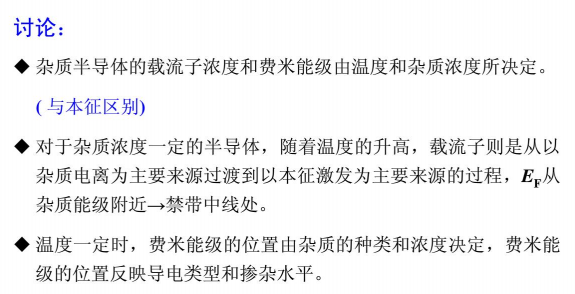 讨论：
◆ 杂质半导体的载流子浓度和费米能级由温度和杂质浓度所决定。
( 与本征区别)
◆ 对于杂质浓度一定的半导体，随着温度的升高，载流子则是从以
杂质电离为主要来源过渡到以本征激发为主要来源的过程，EF从
杂质能级附近→禁带中线处。
◆ 温度一定时，费米能级的位置由杂质的种类和浓度决定，费米能
级的位置反映导电类型和掺杂水平。